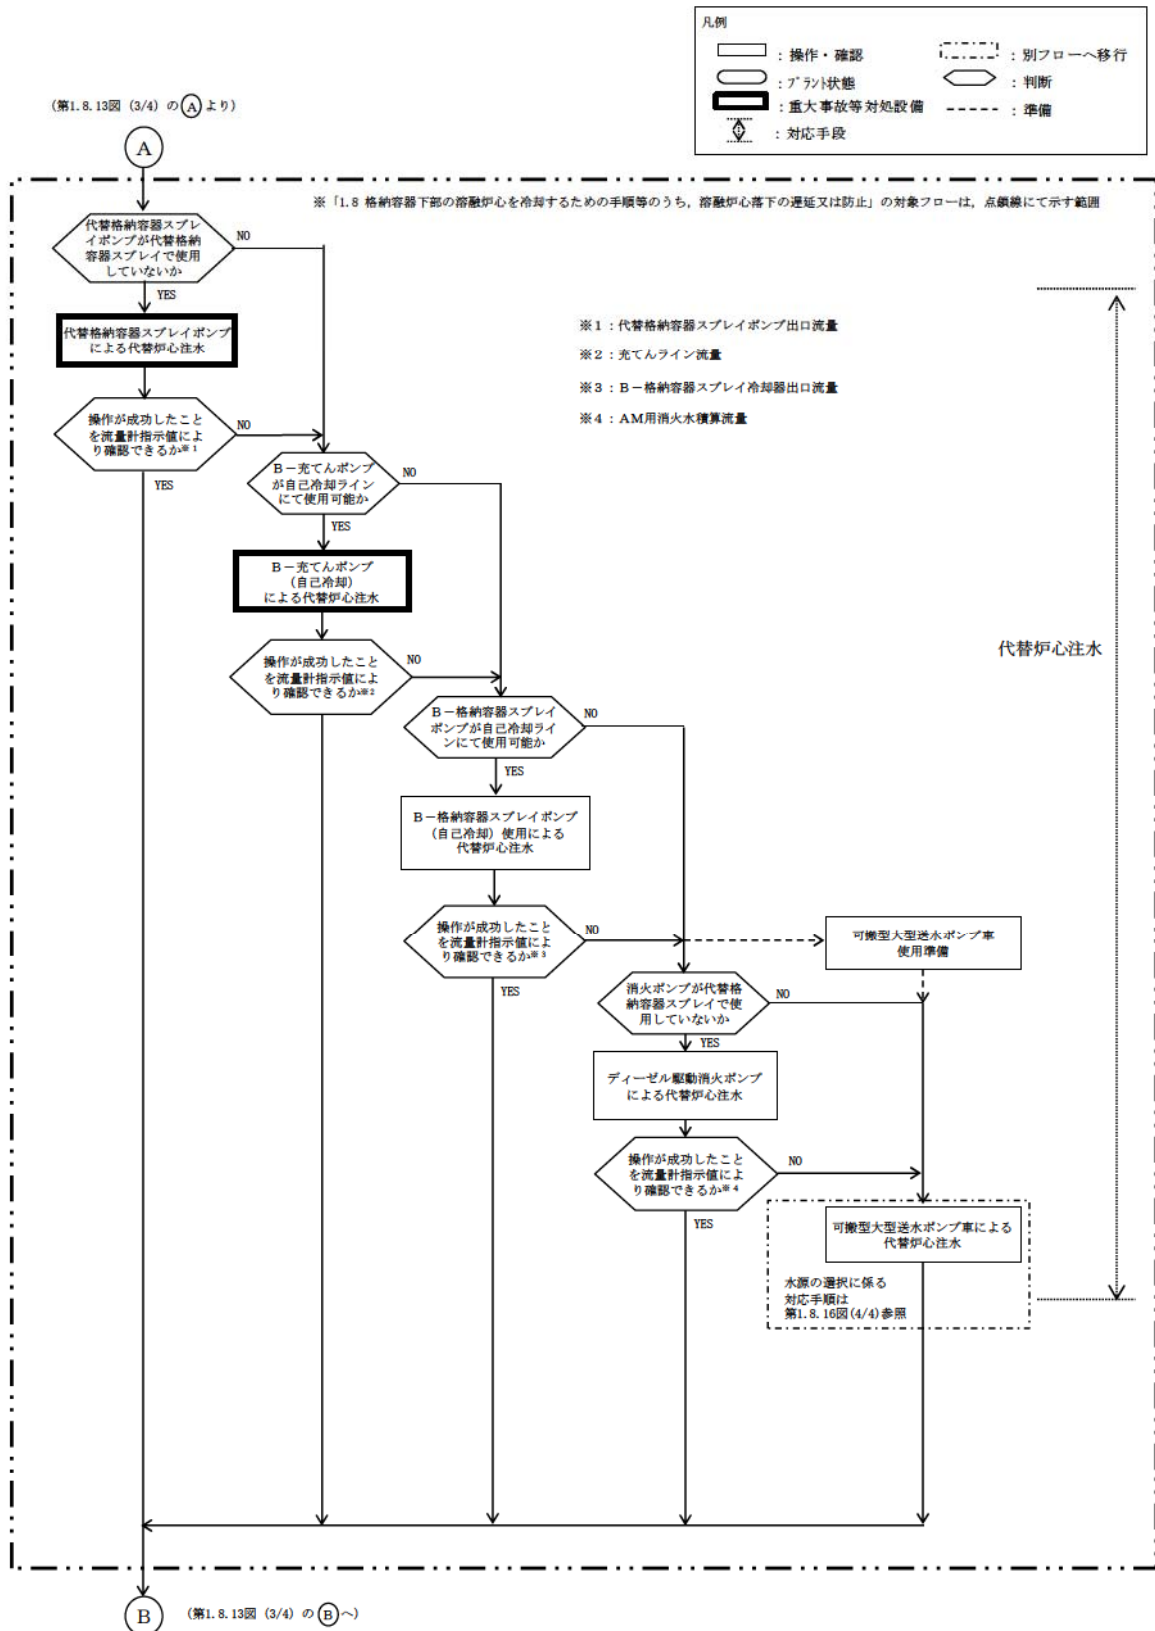 凡例
：操作・確認
：別フローへ移行
：プラント状態
：判断
：重大事故等対処設備
：準備
：対応手段
(第1.8.13図 (3/4) の Ⓐ より)
A
※「1.8 格納容器下部の溶融炉心を冷却するための手順等のうち，溶融炉心落下の遅延又は防止」の対象フローは，点鎖線にて示す範囲
代替格納容器スプレ
イポンプが代替格納
容器スプレイで使用
していないか
NO
YES
代替格納容器スプレイポンプ
による代替炉心注水
※1：代替格納容器スプレイポンプ出口流量
※2：充てんライン流量
※3：B－格納容器スプレイ冷却器出口流量
※4：AM用消火水積算流量
操作が成功したこと
を流量計指示値によ
り確認できるか※1
NO
YES
B－充てんポンプ
が自己冷却ライン
にて使用可能か
NO
YES
B－充てんポンプ
(自己冷却)
による代替炉心注水
操作が成功したこと
を流量計指示値によ
り確認できるか※2
NO
代替炉心注水
B－格納容器スプレイ
ポンプが自己冷却ライ
ンにて使用可能か
NO
YES
B－格納容器スプレイポンプ
(自己冷却) 使用による
代替炉心注水
操作が成功したこと
を流量計指示値によ
り確認できるか※3
NO
YES
可搬型大型送水ポンプ車
使用準備
消火ポンプが代替格
納容器スプレイで使
用していないか
NO
YES
ディーゼル駆動消火ポンプ
による代替炉心注水
操作が成功したこと
を流量計指示値によ
り確認できるか※4
NO
YES
可搬型大型送水ポンプ車による
代替炉心注水
水源の選択に係る
対応手順は
第1.8.16図(4/4)参照
B
(第1.8.13図 (3/4) の Ⓑ へ)